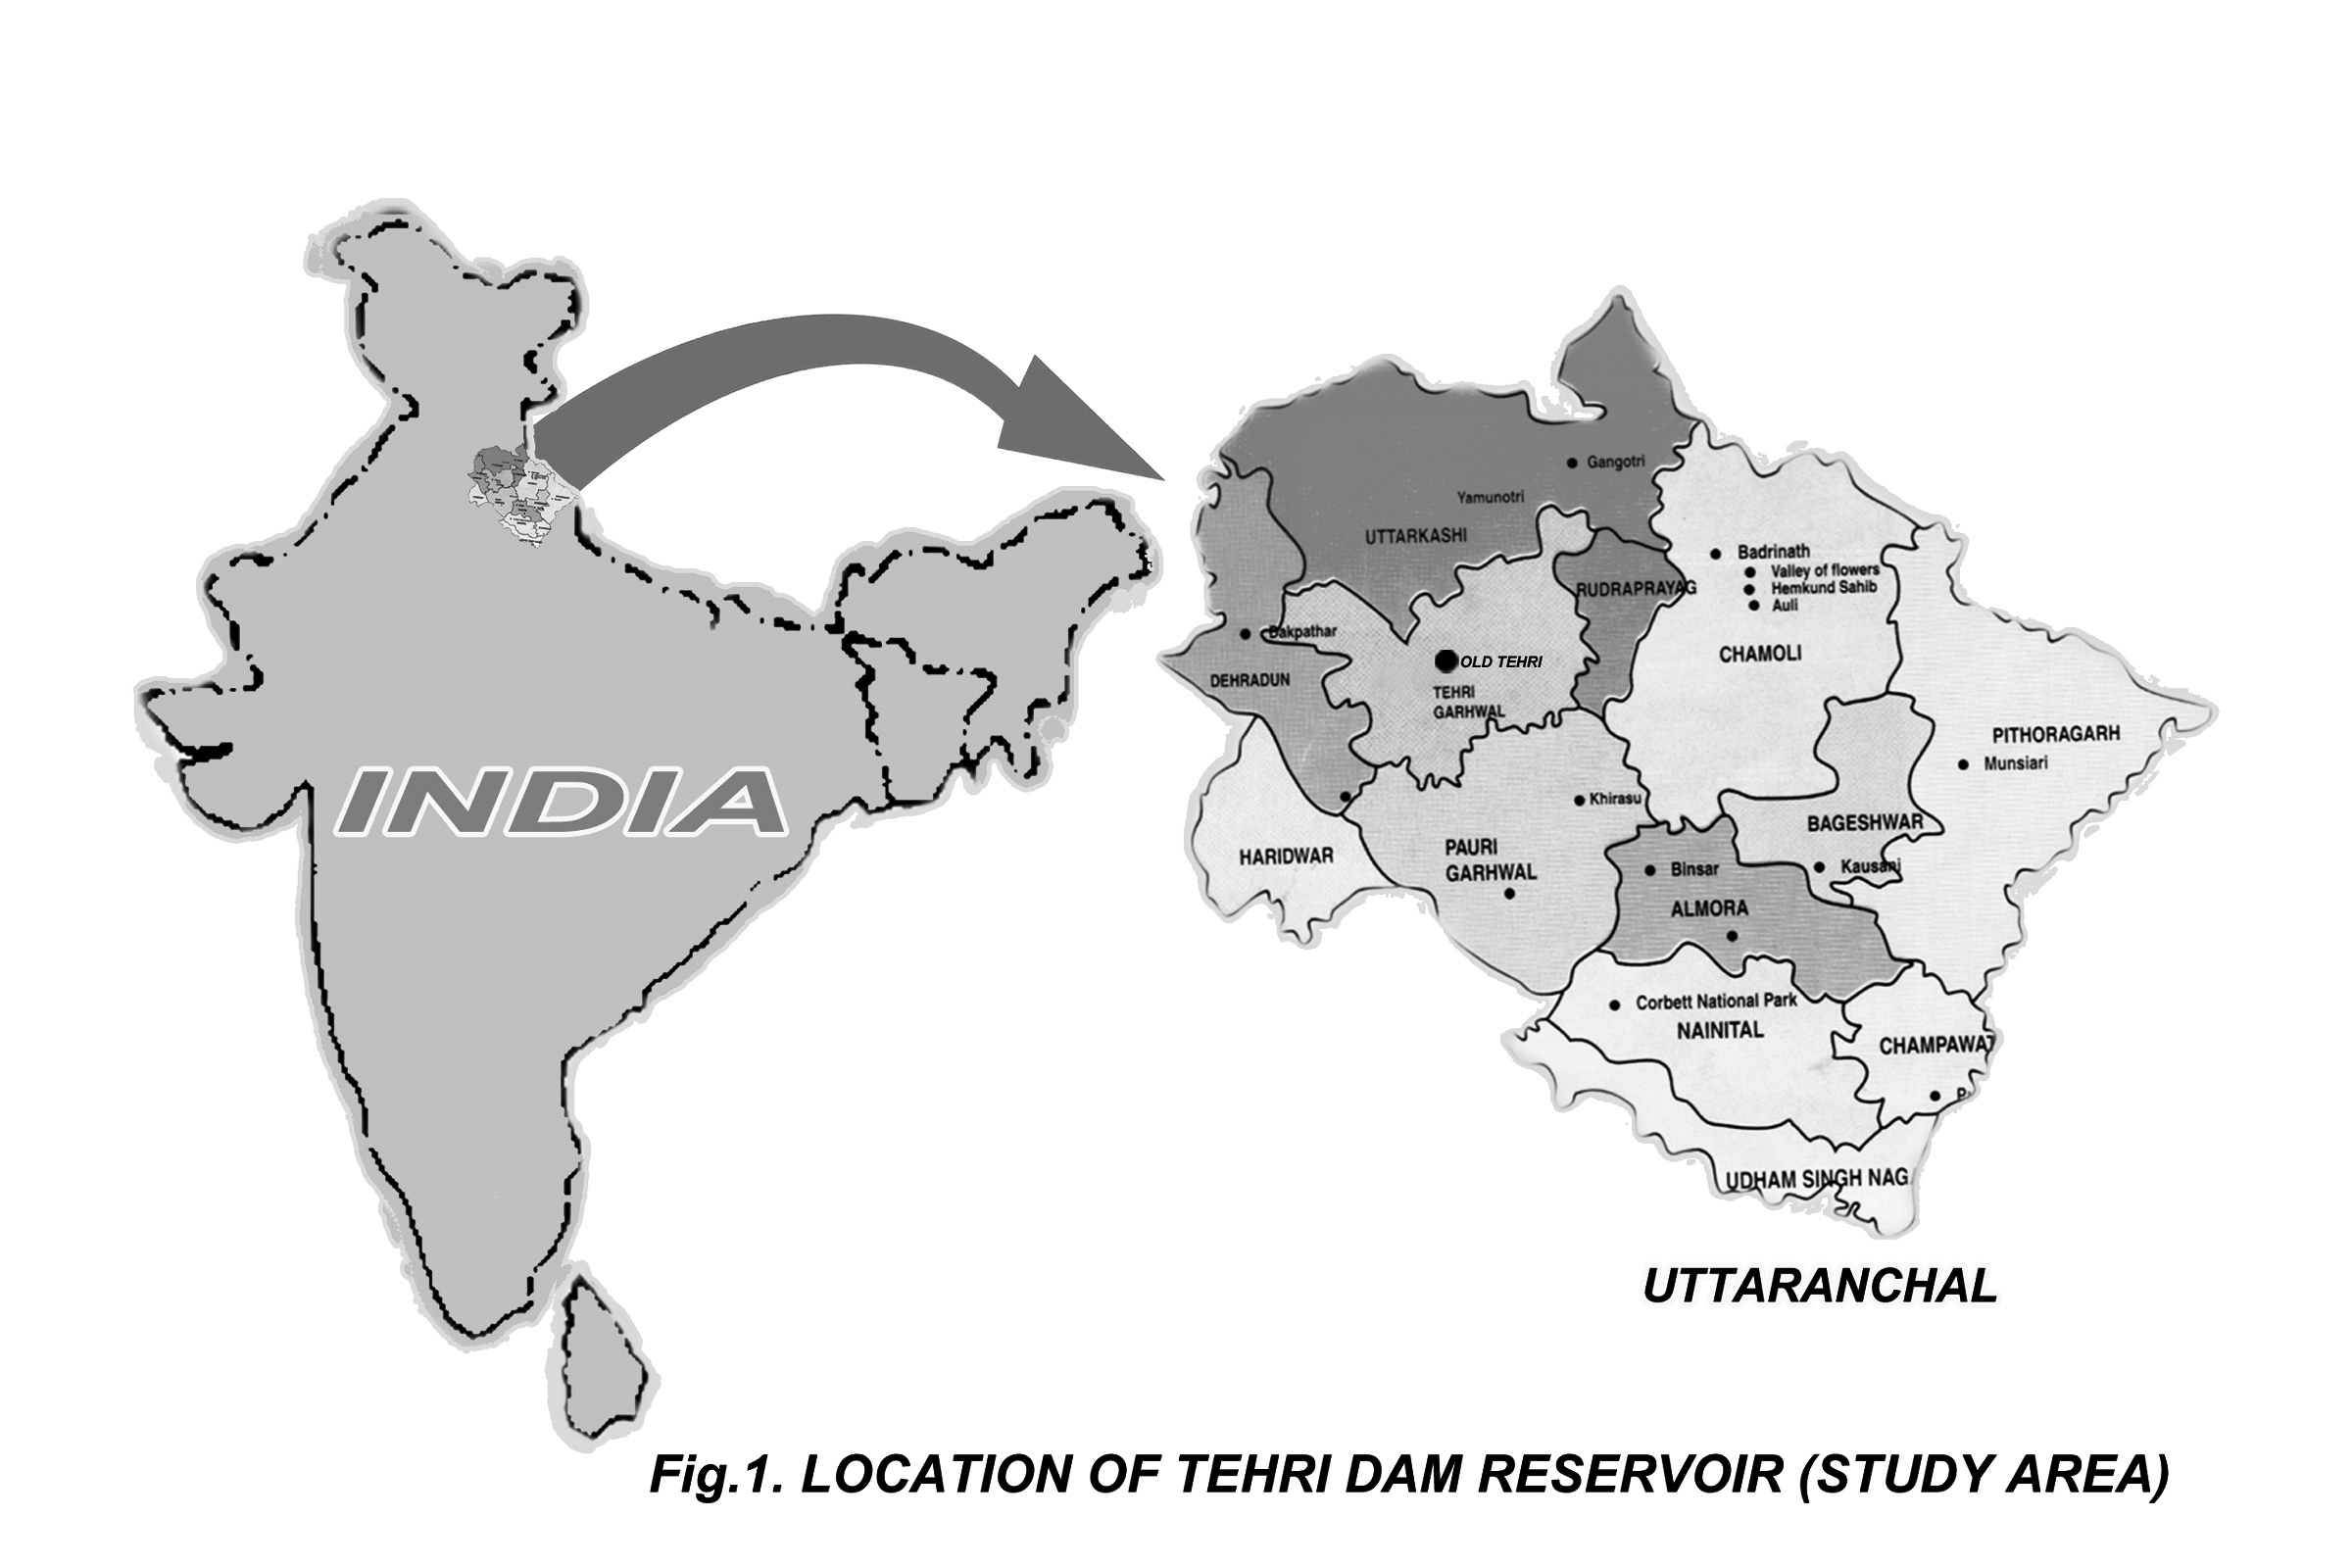 INDIA
Gangotri
Yamunotri
UTTARKASHI
Badrinath
Valley of flowers
Hemkund Sahib
Auli
RUDRAPRAYAG
Dakpathar
OLD TEHRI
DEHRADUN
TEHRI
GARHWAL
CHAMOLI
PITHORAGARH
Munsiari
Khirasu
BAGESHWAR
HARIDWAR
PAURI
GARHWAL
Binsar
Kausani
ALMORA
Corbett National Park
NAINITAL
CHAMPAWAT
UDHAM SINGH NAG
UTTARANCHAL
Fig.1. LOCATION OF TEHRI DAM RESERVOIR (STUDY AREA)